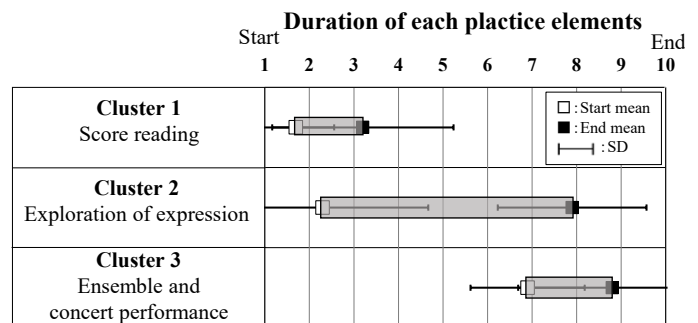 Duration of each plactice elements
Start
End
1 2 3 4 5 6 7 8 9 10
Cluster 1
Score reading
□ : Start mean
■ : End mean
: SD
Cluster 2
Exploration of expression
Cluster 3
Ensemble and
concert performance